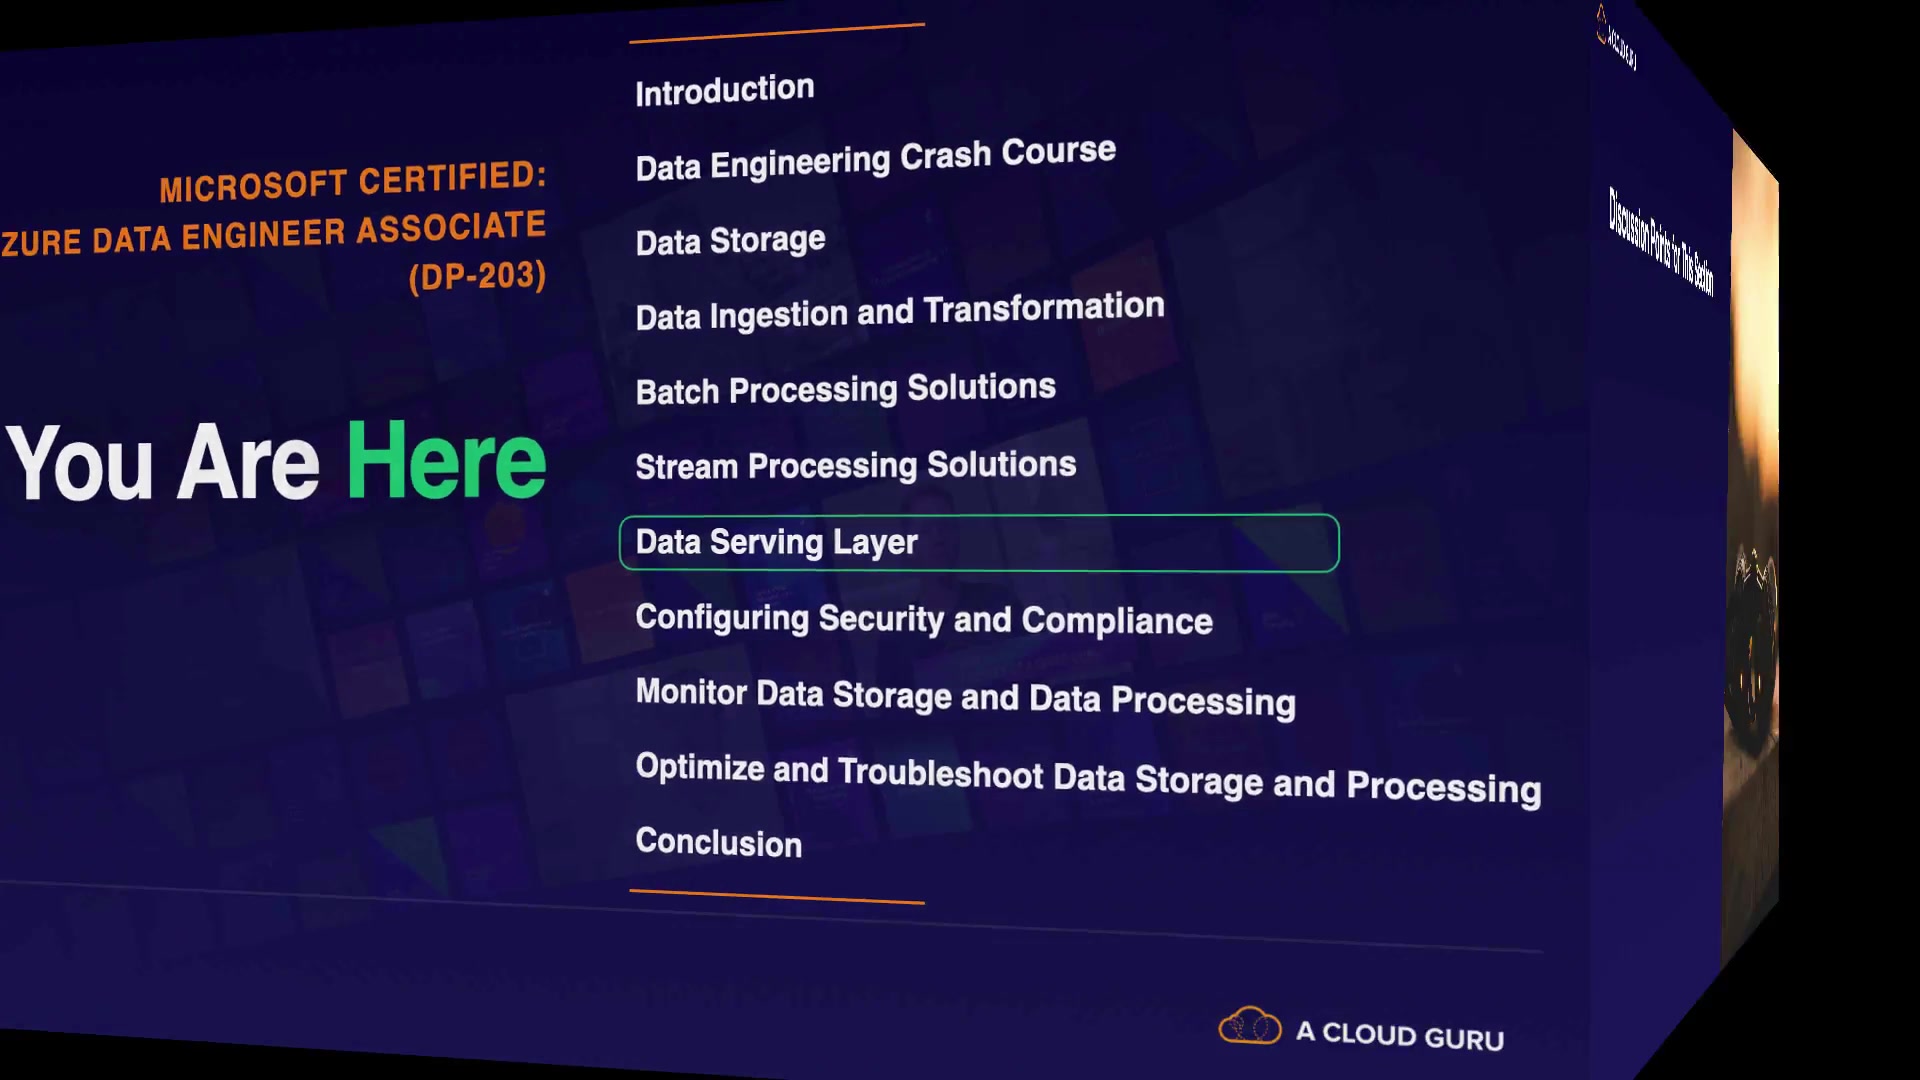 MICROSOFT CERTIFIED:
ZURE DATA ENGINEER ASSOCIATE
(DP-203)
You Are Here
Introduction
Data Engineering Crash Course
Data Storage
Data Ingestion and Transformation
Batch Processing Solutions
Stream Processing Solutions
Data Serving Layer
Configuring Security and Compliance
Monitor Data Storage and Data Processing
Optimize and Troubleshoot Data Storage and Processing
Conclusion
A CLOUD GURU
A CLOUD GURU
Discussion Points for This Section